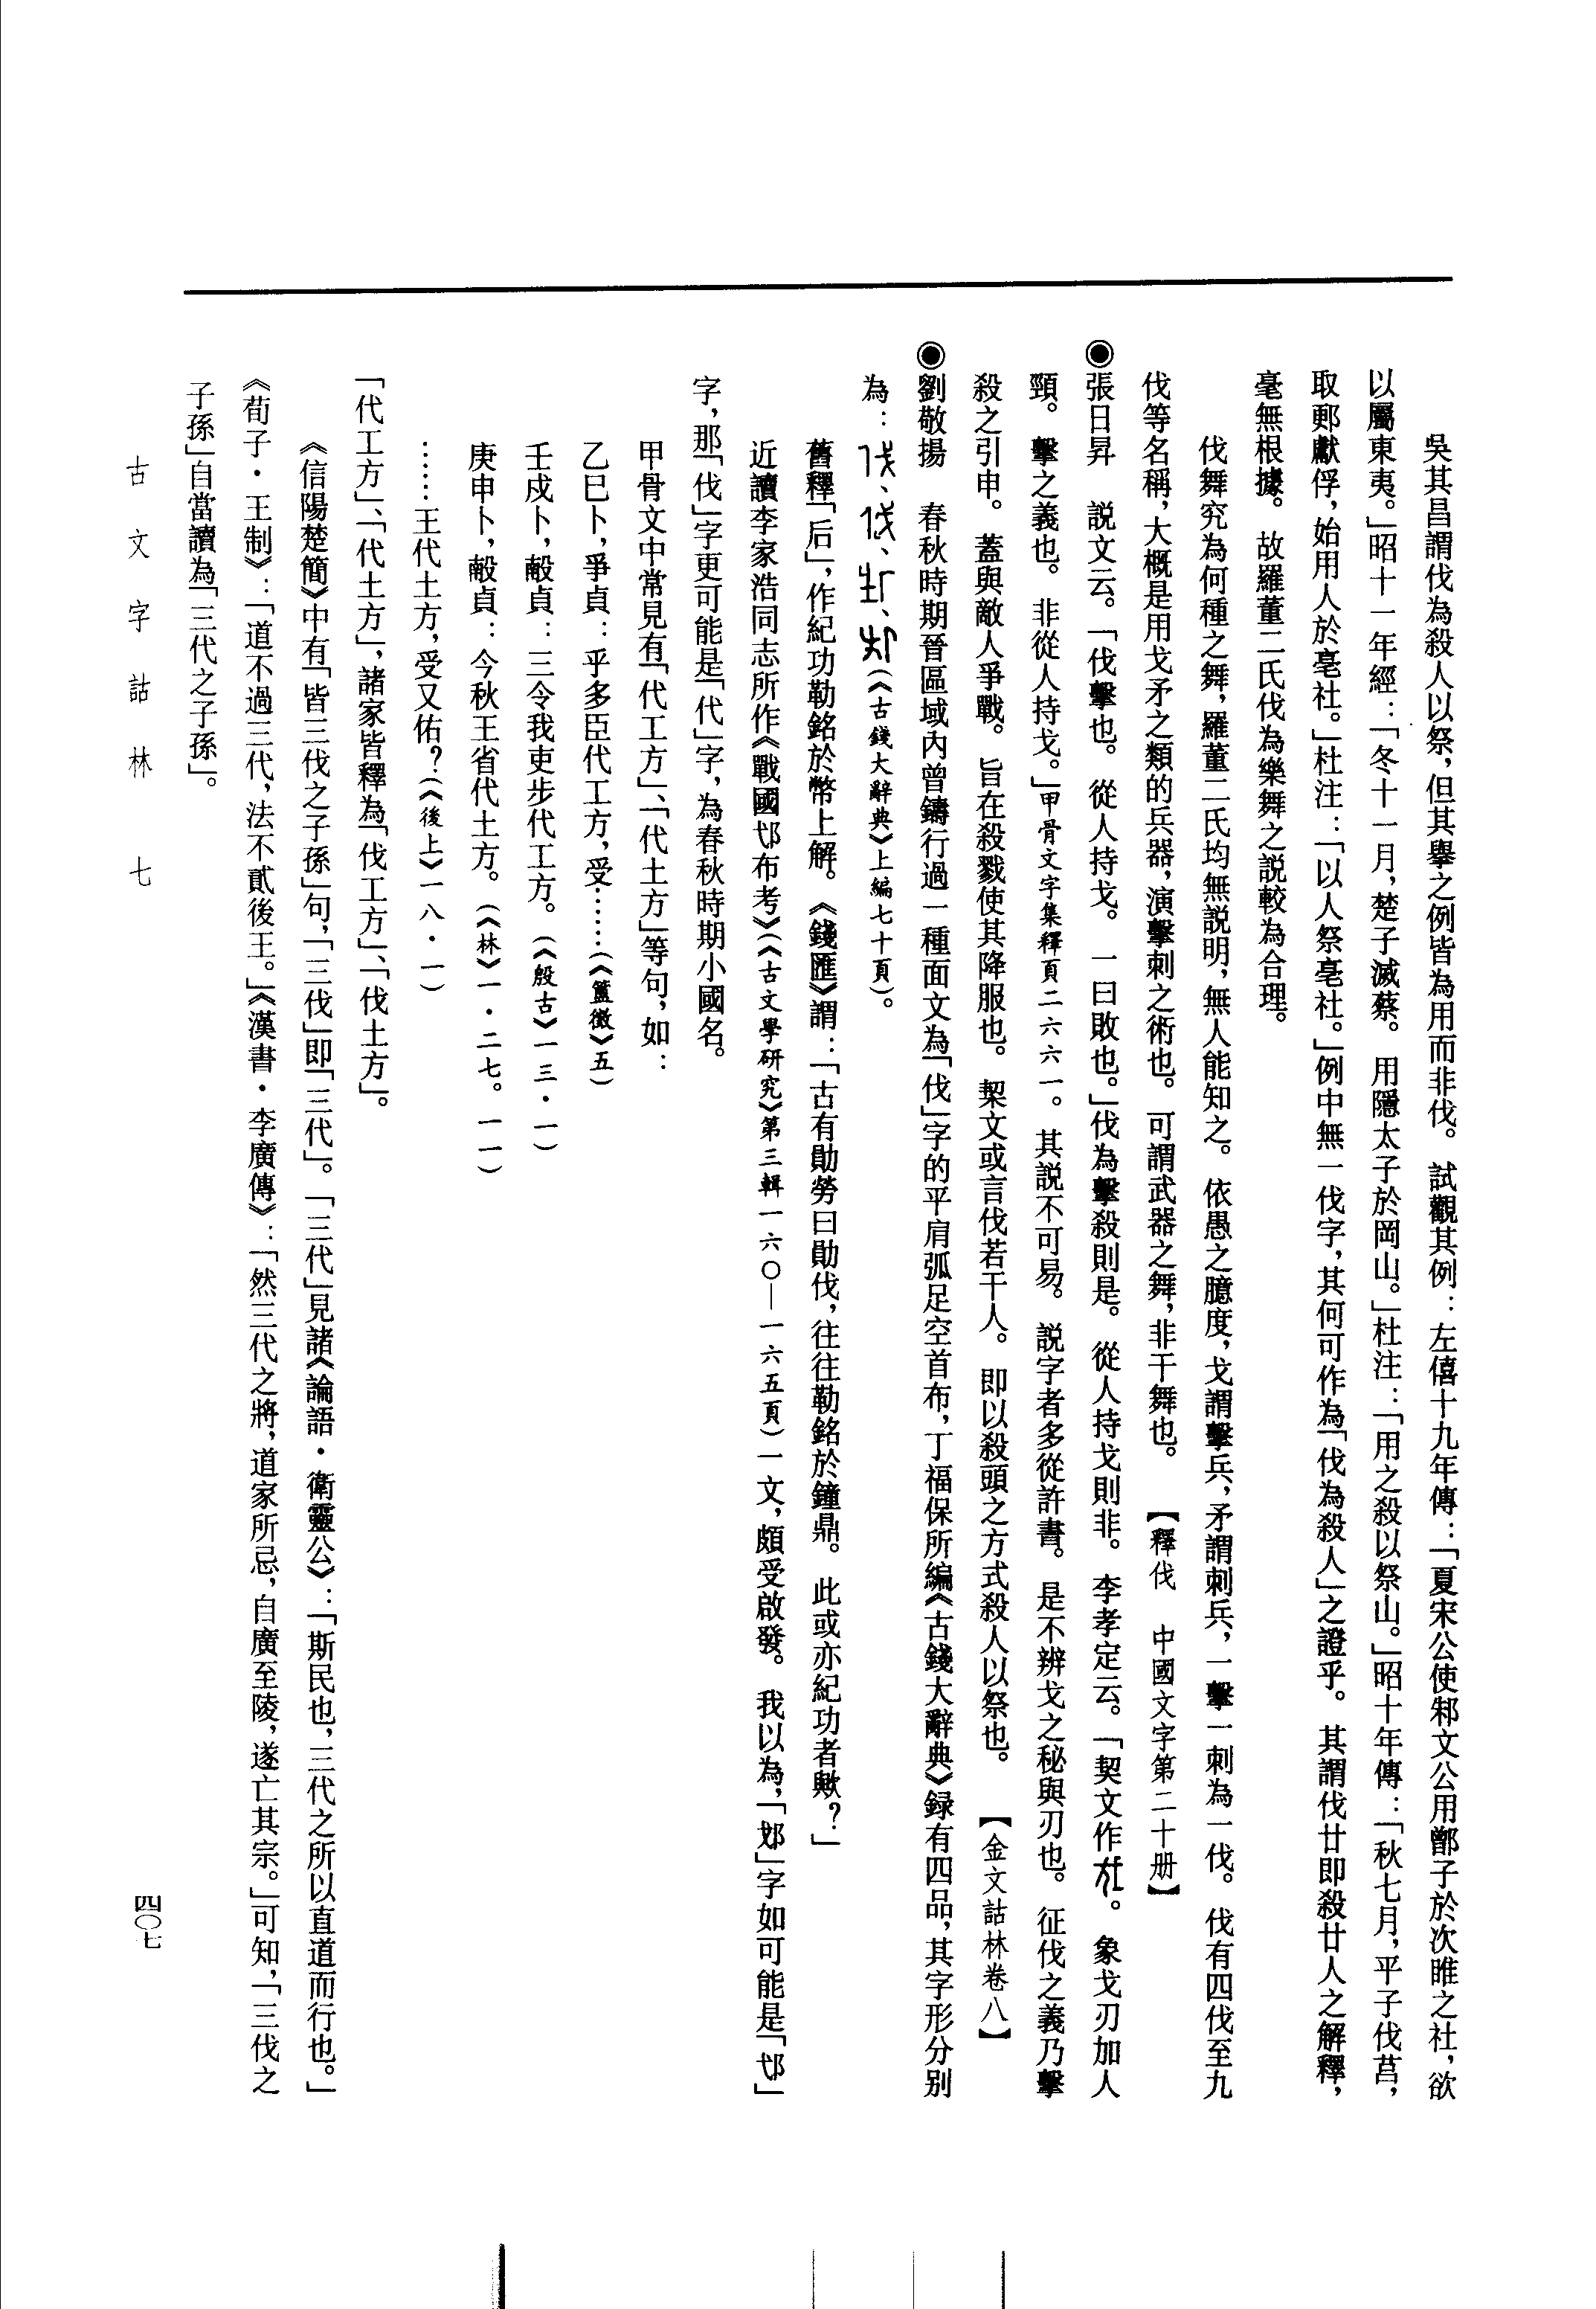 吳其昌謂伐為殺人以祭，但其舉之例皆為用而非伐。試觀其例：左僖十九年傳：「夏宋公使邾文公用鄫子於次睢之社，欲
以屬東夷。」昭十一年經：「冬十一月，楚子滅蔡。用隱太子於岡山。」杜注：「用之殺以祭山。」昭十年傳：「秋七月，平子伐莒，
取郠獻俘，始用人於亳社。」杜注：「以人祭亳社。」例中無一伐字，其何可作為「伐為殺人」之證乎。其謂伐廿即殺廿人之解釋，
毫無根據。故羅董二氏伐為樂舞之説較為合理。
伐舞究為何種之舞，羅董二氏均無説明，無人能知之。依愚之臆度，戈謂擊兵，矛謂刺兵，一擊一刺為一伐。伐有四伐至九
伐等名稱，大概是用戈矛之類的兵器，演擊刺之術也。可謂武器之舞，非干舞也。【釋伐　中國文字第二十册】
◉張日昇　説文云。「伐擊也。從人持戈。一曰敗也。」伐為擊殺則是。從人持戈則非。李孝定云。「契文作。象戈刃加人
頸。擊之義也。非從人持戈。」甲骨文字集釋頁二六六一。其説不可易。説字者多從許書。是不辨戈之秘與刃也。征伐之義乃擊
殺之引申。蓋與敵人爭戰。旨在殺戮使其降服也。栔文或言伐若干人。即以殺頭之方式殺人以祭也。【金文詁林卷八】
◉劉敬揚　春秋時期晉區域內曾鑄行過一種面文為「伐」字的平肩弧足空首布，丁福保所編《古錢大辭典》録有四品，其字形分别
為：、、、（《古錢大辭典》上編七十頁）。
舊釋「后」，作紀功勒銘於幣上解。《錢匯》謂：「古有勛勞曰勛伐，往往勒銘於鐘鼎。此或亦紀功者歟？」
近讀李家浩同志所作《戰國邙布考》（《古文學研究》第三輯一六〇—一六五頁）一文，頗受啟發。我以為，「」字如可能是「」
字，那「伐」字更可能是「代」字，為春秋時期小國名。
甲骨文中常見有「代工方」、「代土方」等句，如：
乙巳卜，爭貞：乎多臣代工方，受……（《簠徵》五）
壬戌卜，㱿貞：三令我吏步代工方。（《殷古》一三·一）
庚申卜，㱿貞：今秋王省代土方。（《林》一·二七。一一）
……王代土方，受又佑？（《後上》一八·一）
「代工方」、「代土方」，諸家皆釋為「伐工方」、「伐土方」。
《信陽楚簡》中有「皆三伐之子孫」句，「三伐」即「三代」。「三代」見諸《論語·衛靈公》：「斯民也，三代之所以直道而行也。」
《荀子·王制》：「道不過三代，法不貳後王。」《漢書·李廣傳》：「然三代之將，道家所忌，自廣至陵，遂亡其宗。」可知，「三伐之
子孫」自當讀為「三代之子孫」。
古文字詁林　七
四〇七